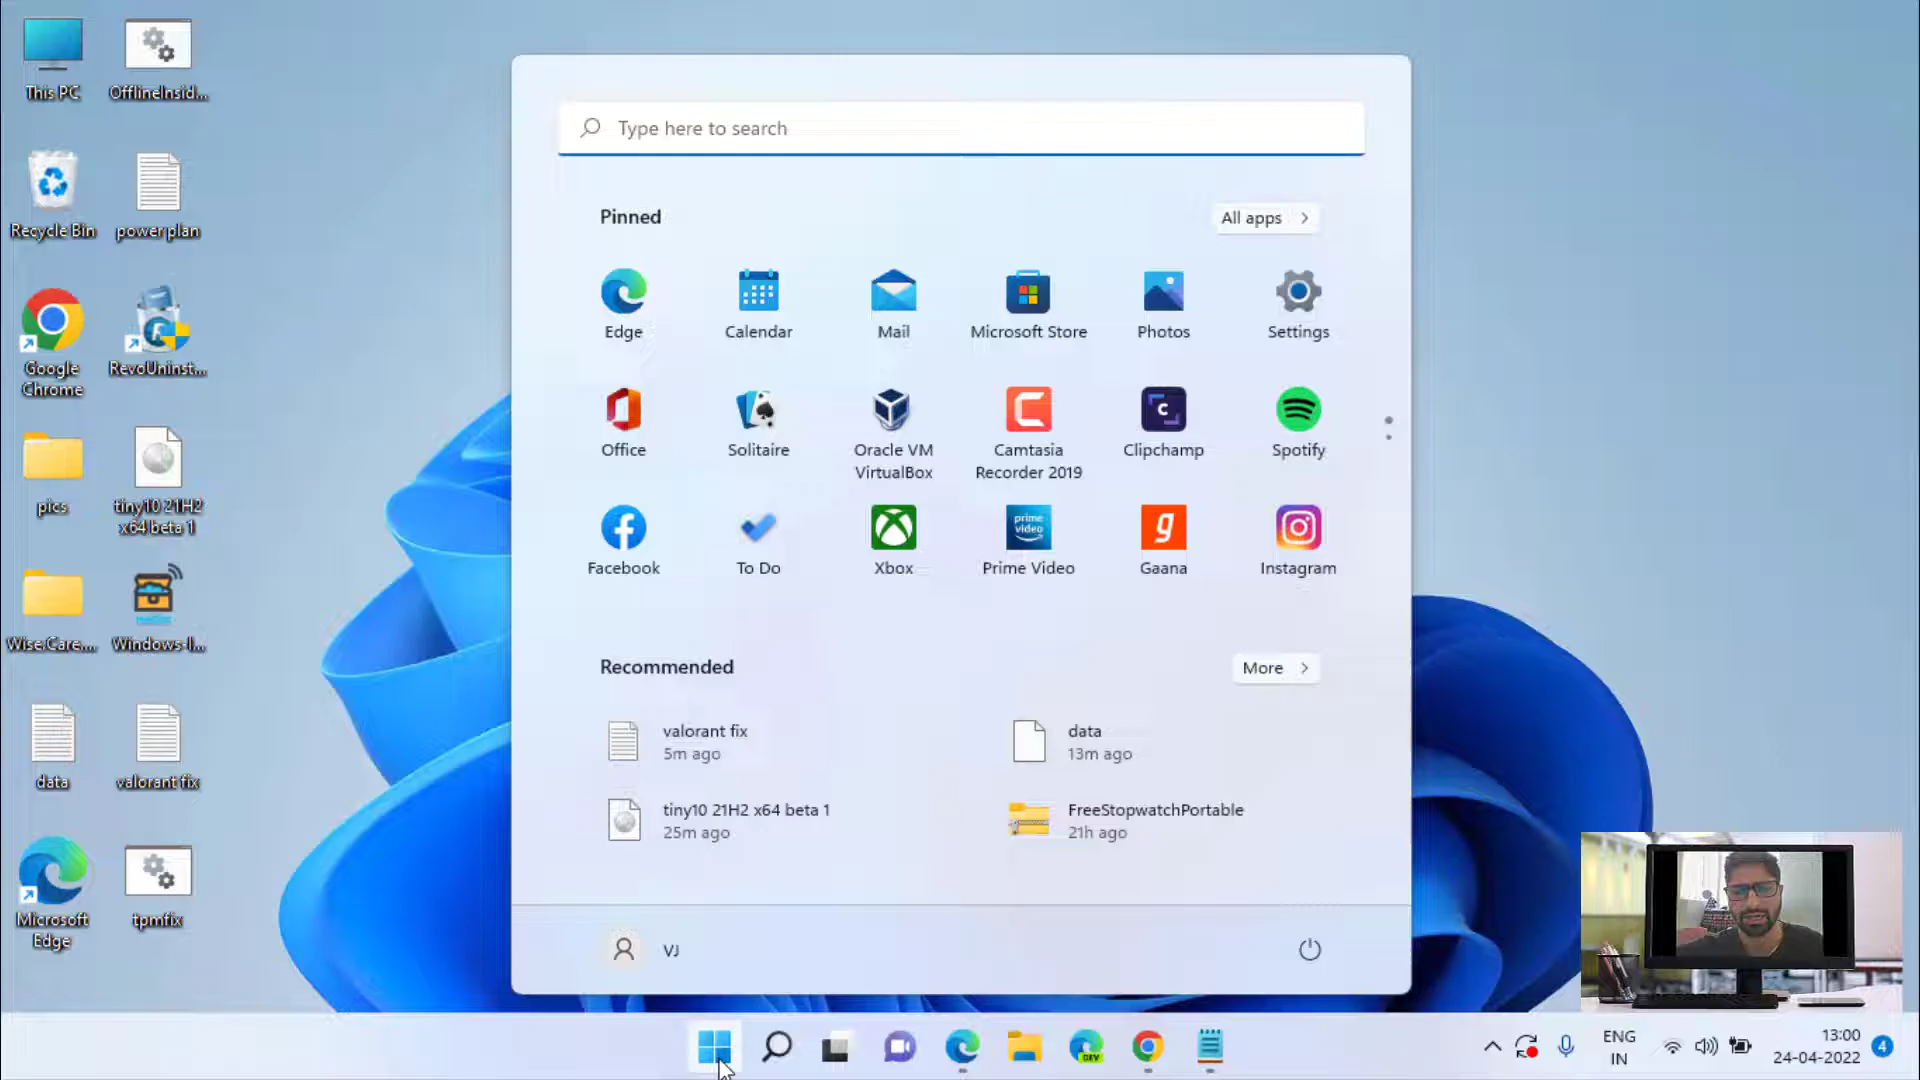 This PC
OfflineInsid...
Recycle Bin
power plan
Google
Chrome
RevoUninst...
pics
tiny10 21H2
x64 beta 1
Wise.Care....
Windows-I...
data
valorant fix
Microsoft
Edge
tpmfix
Type here to search
Pinned
All apps
Edge
Calendar
Mail
Microsoft Store
Photos
Settings
Office
Solitaire
Oracle VM
VirtualBox
Camtasia
Recorder 2019
Clipchamp
Spotify
Facebook
To Do
Xbox
prime
video
Prime Video
Gaana
Instagram
Recommended
More
valorant fix
5m ago
data
13m ago
tiny10 21H2 x64 beta 1
25m ago
FreeStopwatchPortable
21h ago
VJ
DEV
ENG
IN
13:00
24-04-2022
4